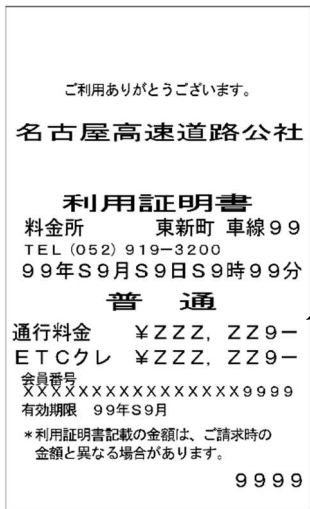 ご利用ありがとうございます。
名古屋高速道路公社
利用証明書
料金所 東新町 車線99
TEL (052) 919-3200
99年S9月S9日S9時99分
普 通
通行料金 ¥ZZZ, ZZ9-
ETCクレ ¥ZZZ, ZZ9-
会員番号
XXXXXXXXXXXXXXX9999
有効期限 99年S9月
*利用証明書記載の金額は、ご請求時の
金額と異なる場合があります。
9999